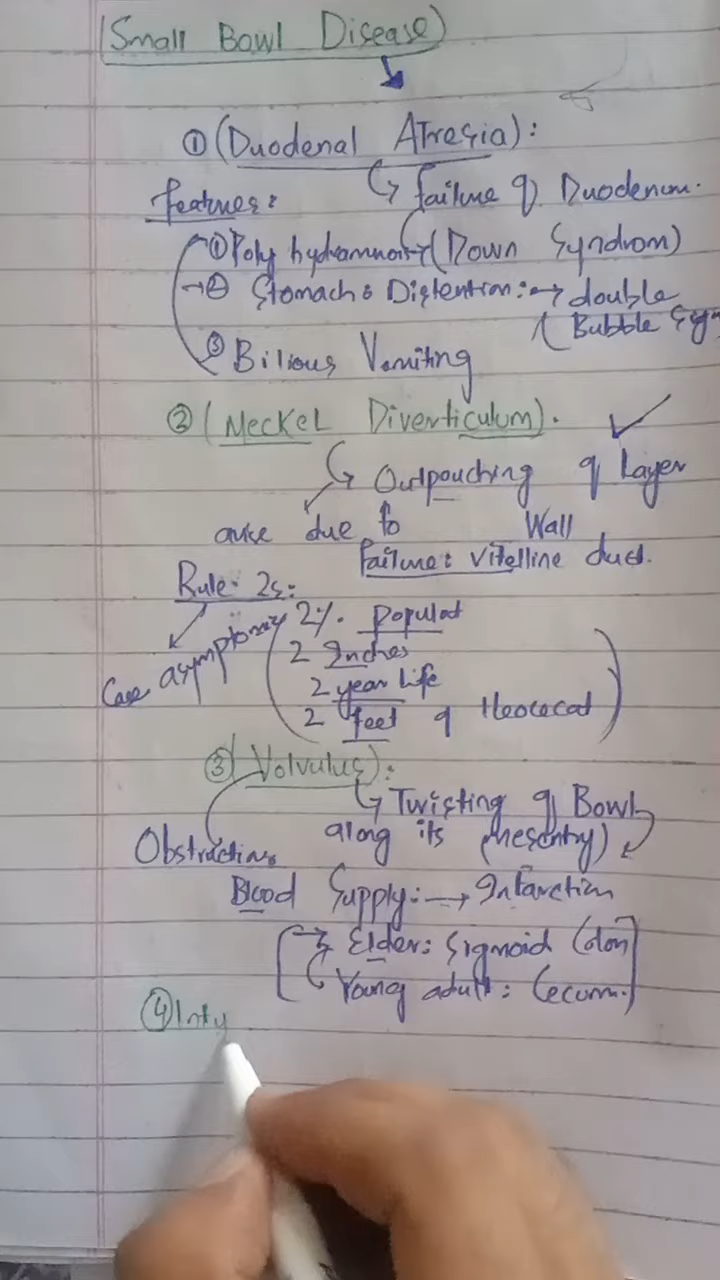 (Small Bowl Disease)
① (Duodenal Atresia):
failure of Duodenum.
features:
① Poly hydramnois (Down Syndrom)
② Stomach Distention: → double
Bubble Sign
③ Bilious Vomiting
② (Meckel Diverticulum).
Outpouching of Layer
Wall
due to
failure: vitelline duct.
Rule: 2s:
Case asymptomic
2% Populat
2 Inches
2 year Life
2 feet of Ileocecal
③ (Volvulus):
Twisting of Bowl
along its (mesentry)
Obstruction
Blood Supply: → Infarction
Elder: Sigmoid Colon
Young adult: Cecum.
④ Inty